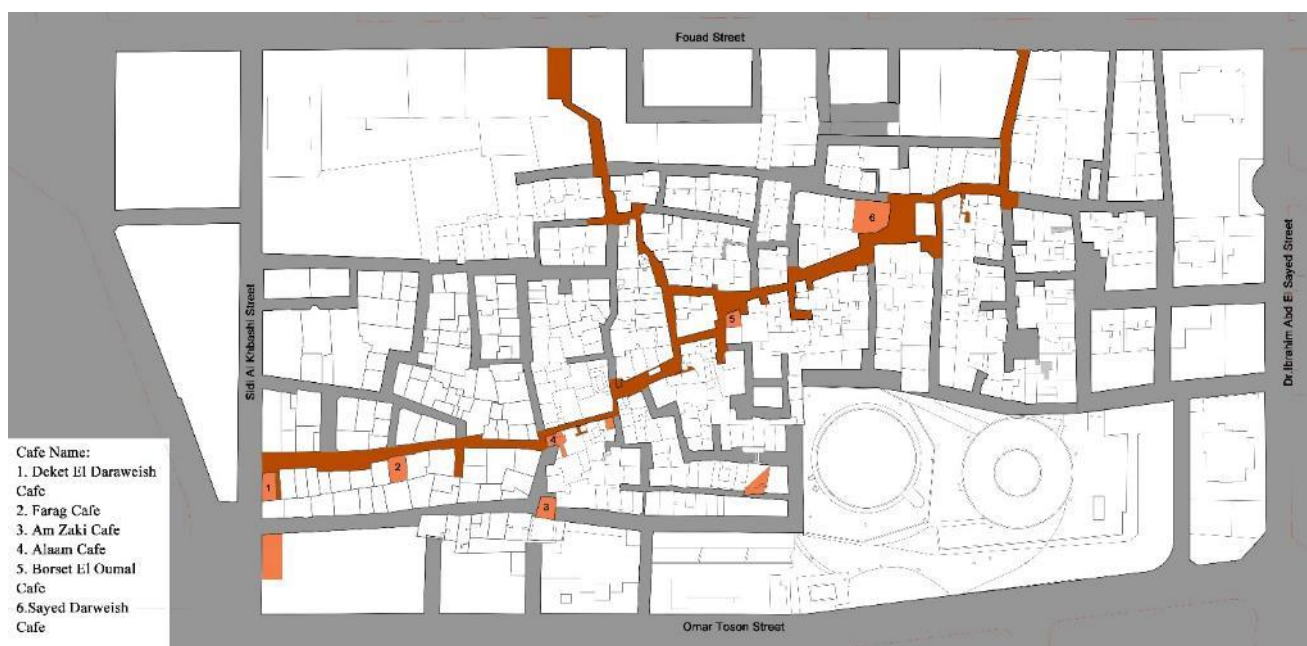 Fouad Street
Sidi Al Khbashi Street
Dr.Ibrahim Abd El Sayed Street
6
5
4
2
1
3
Cafe Name:
1. Deket El Daraweish
Cafe
2. Farag Cafe
3. Am Zaki Cafe
4. Alaam Cafe
5. Borset El Oumal
Cafe
6.Sayed Darweish
Cafe
Omar Toson Street